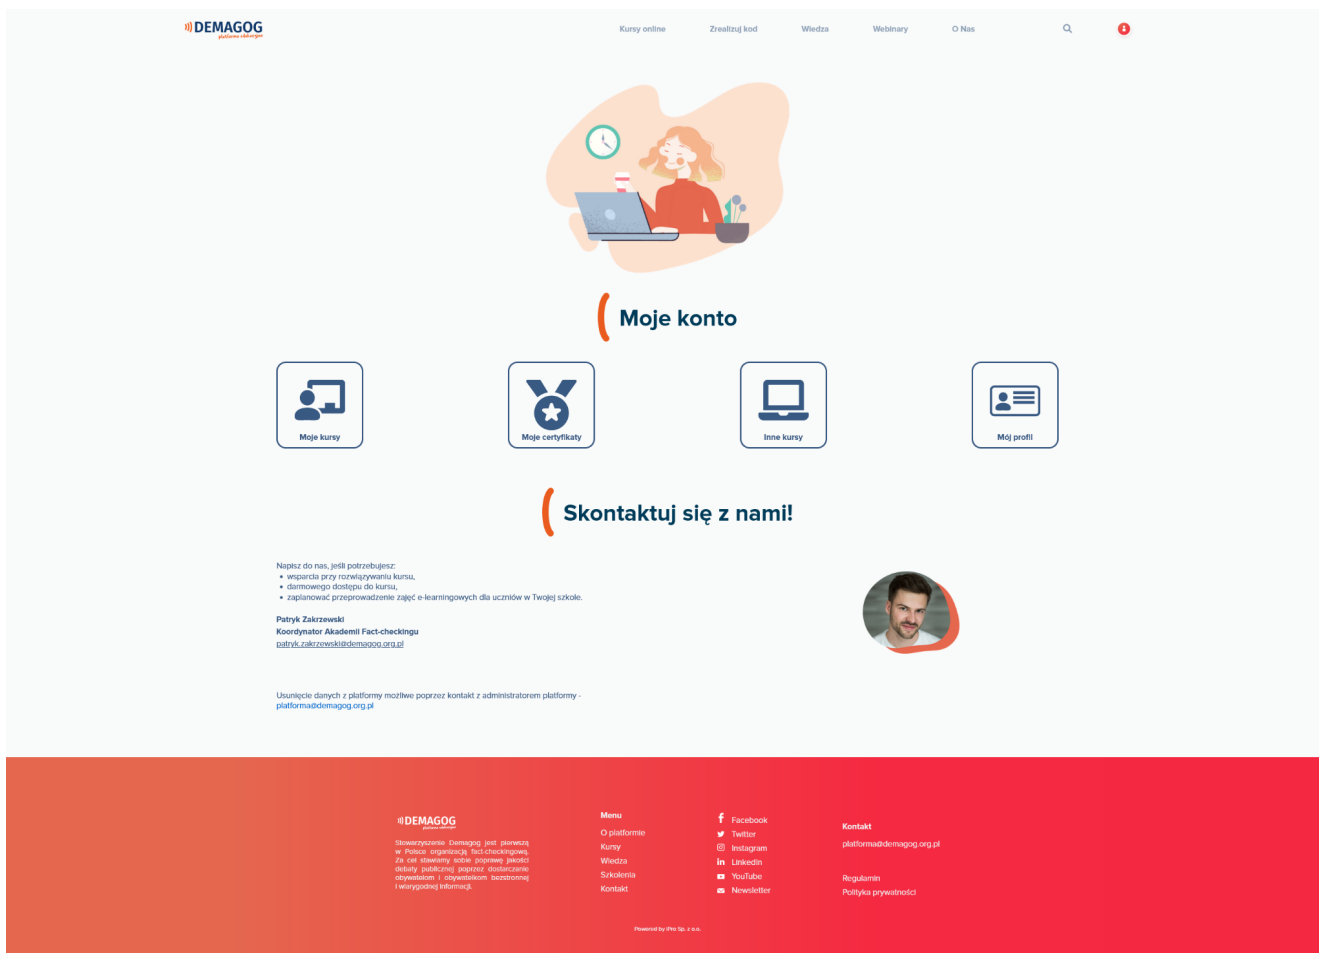 DEMAGOG
platforma edukacyjna
Kursy online
Zrealizuj kod
Wiedza
Webinary
O Nas
Moje konto
Moje kursy
Moje certyfikaty
Inne kursy
Mój profil
Skontaktuj się z nami!
Napisz do nas, jeśli potrzebujesz:
• wsparcia przy rozwiązywaniu kursu,
• darmowego dostępu do kursu,
• zaplanować przeprowadzenie zajęć e-learningowych dla uczniów w Twojej szkole.
Patryk Zakrzewski
Koordynator Akademii Fact-checkingu
patryk.zakrzewski@demagog.org.pl
Usunięcie danych z platformy możliwe poprzez kontakt z administratorem platformy -
platforma@demagog.org.pl
DEMAGOG
platforma edukacyjna
Stowarzyszenie Demagog jest pierwszą
w Polsce organizacją fact-checkingową.
Za cel stawiamy sobie poprawę jakości
debaty publicznej poprzez dostarczanie
obywatelom i obywatelkom bezstronnej
i wiarygodnej informacji.
Menu
O platformie
Kursy
Wiedza
Szkolenia
Kontakt
Facebook
Twitter
Instagram
LinkedIn
YouTube
Newsletter
Kontakt
platforma@demagog.org.pl
Regulamin
Polityka prywatności
Powered by iPro Sp. z o.o.